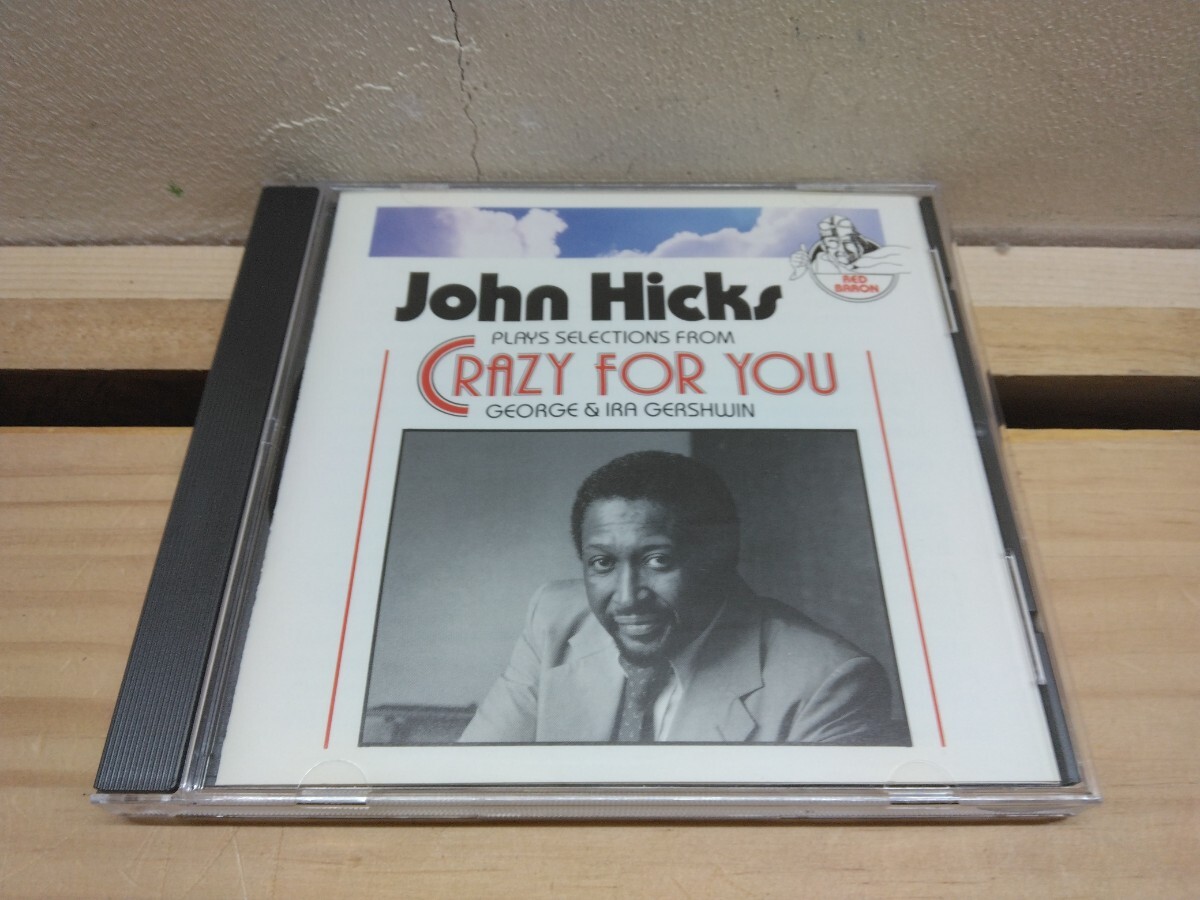 John Hicks
PLAYS SELECTIONS FROM
CRAZY FOR YOU
GEORGE & IRA GERSHWIN
RED
BARON